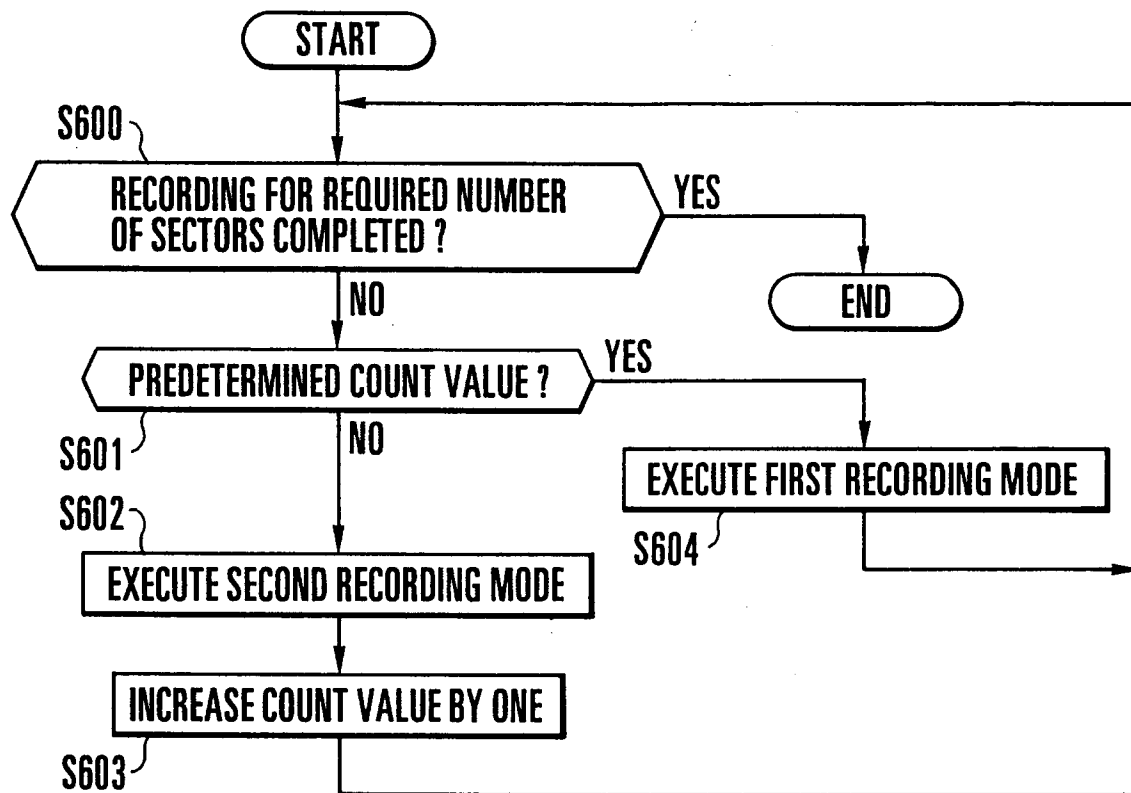 START
S600
RECORDING FOR REQUIRED NUMBER
OF SECTORS COMPLETED ?
YES
NO
END
PREDETERMINED COUNT VALUE ?
YES
S601
NO
EXECUTE FIRST RECORDING MODE
S602
S604
EXECUTE SECOND RECORDING MODE
INCREASE COUNT VALUE BY ONE
S603